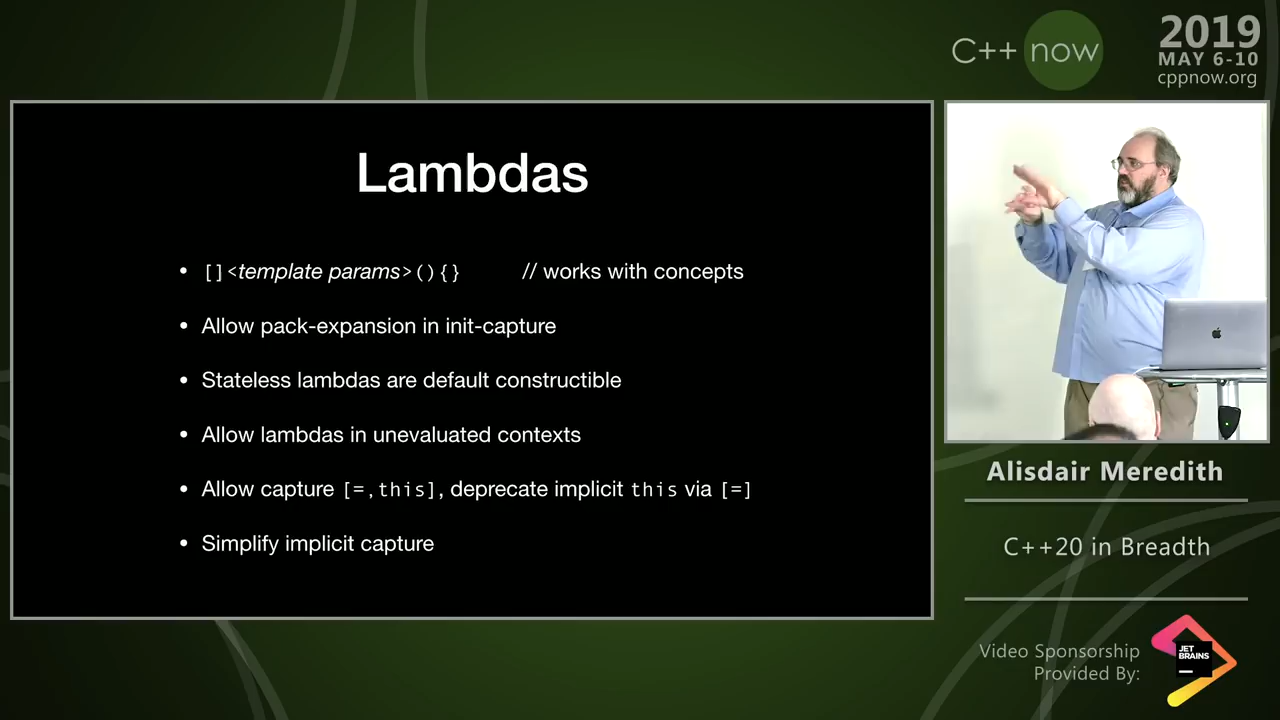 C++ now
2019
MAY 6-10
cppnow.org
Lambdas
• []<template params>(){} // works with concepts
• Allow pack-expansion in init-capture
• Stateless lambdas are default constructible
• Allow lambdas in unevaluated contexts
• Allow capture [=,this], deprecate implicit this via [=]
• Simplify implicit capture
Alisdair Meredith
C++20 in Breadth
Video Sponsorship
Provided By:
JET
BRAINS